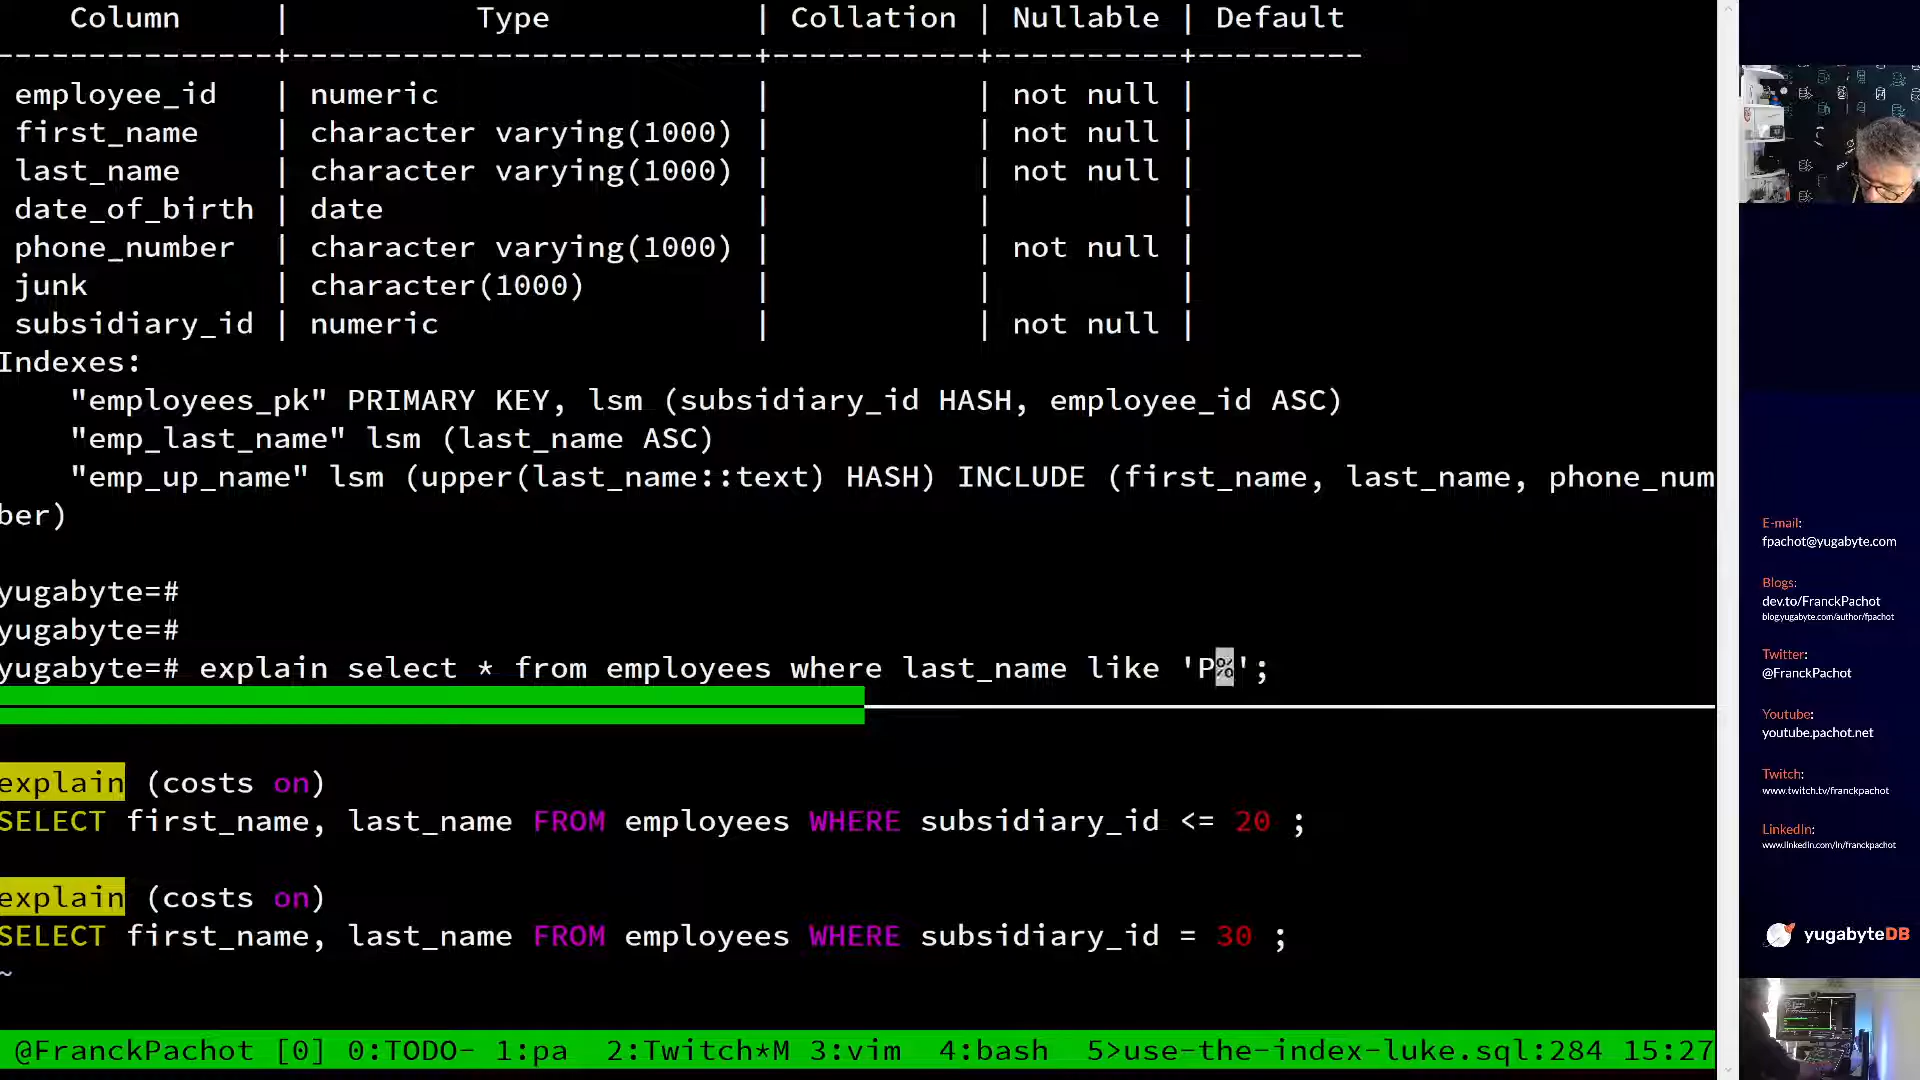 Column | Type | Collation | Nullable | Default
---------------+-------------------------+-----------+----------+---------
employee_id | numeric | | not null |
first_name | character varying(1000) | | not null |
last_name | character varying(1000) | | not null |
date_of_birth | date | | |
phone_number | character varying(1000) | | not null |
junk | character(1000) | | |
subsidiary_id | numeric | | not null |
Indexes:
"employees_pk" PRIMARY KEY, lsm (subsidiary_id HASH, employee_id ASC)
"emp_last_name" lsm (last_name ASC)
"emp_up_name" lsm (upper(last_name::text) HASH) INCLUDE (first_name, last_name, phone_num
ber)
yugabyte=#
yugabyte=#
yugabyte=# explain select * from employees where last_name like 'P%';
explain (costs on)
SELECT first_name, last_name FROM employees WHERE subsidiary_id <= 20 ;
explain (costs on)
SELECT first_name, last_name FROM employees WHERE subsidiary_id = 30 ;
~
@FranckPachot [0] 0:TODO- 1:pa 2:Twitch*M 3:vim 4:bash 5>use-the-index-luke.sql:284 15:27
E-mail:
fpachot@yugabyte.com
Blogs:
dev.to/FranckPachot
blog.yugabyte.com/author/fpachot
Twitter:
@FranckPachot
Youtube:
youtube.pachot.net
Twitch:
www.twitch.tv/franckpachot
LinkedIn:
www.linkedin.com/in/franckpachot
yugabyteDB